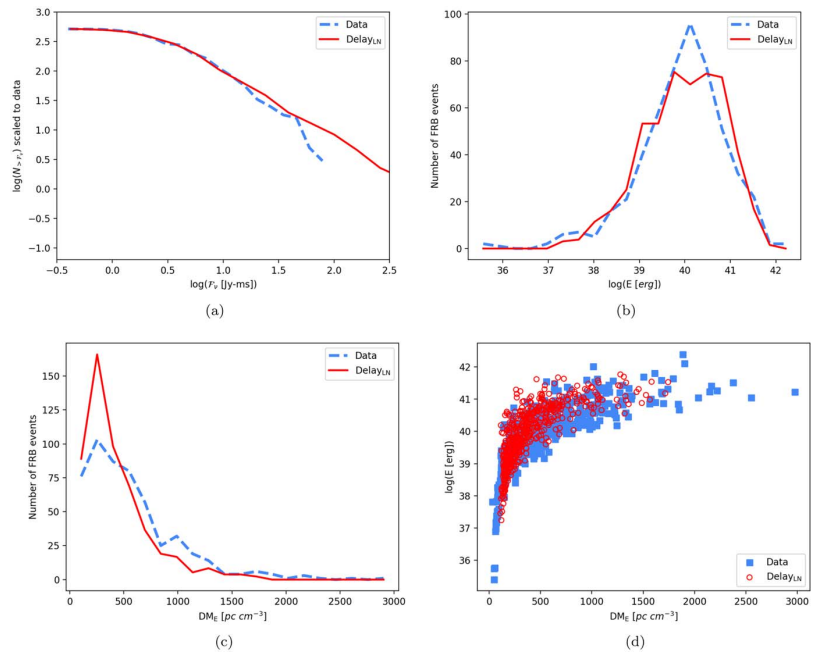 3.0
2.5
2.0
1.5
1.0
0.5
0.0
−0.5
−1.0
log(N>ℱν) scaled to data
Data
DelayLN
−0.5 0.0 0.5 1.0 1.5 2.0 2.5
log(ℱν [Jy-ms])
(a)
100
80
60
40
20
0
Number of FRB events
Data
DelayLN
36 37 38 39 40 41 42
log(E [erg])
(b)
175
150
125
100
75
50
25
0
Number of FRB events
Data
DelayLN
0 500 1000 1500 2000 2500 3000
DME [pc cm−3]
(c)
42
41
40
39
38
37
36
log(E [erg])
Data
DelayLN
0 500 1000 1500 2000 2500 3000
DME [pc cm−3]
(d)